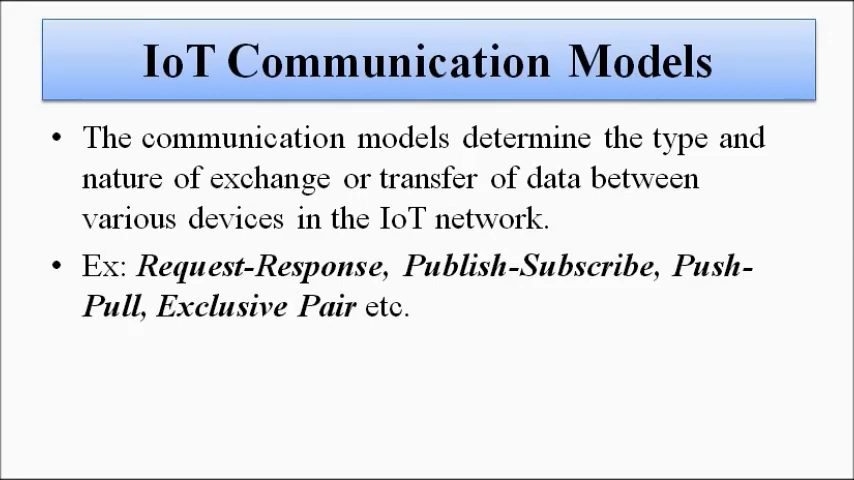 IoT Communication Models
• The communication models determine the type and
nature of exchange or transfer of data between
various devices in the IoT network.
• Ex: Request-Response, Publish-Subscribe, Push-
Pull, Exclusive Pair etc.